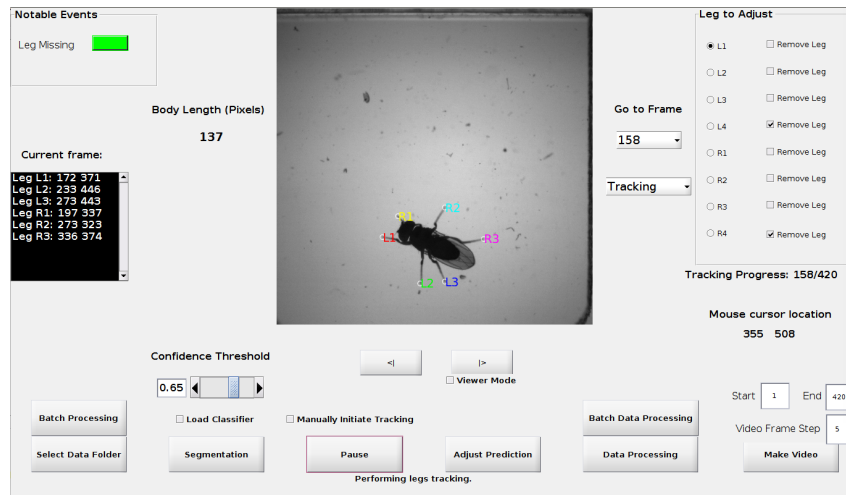 Notable Events
Leg Missing
Body Length (Pixels)
137
Current frame:
Leg L1: 172 371
Leg L2: 233 446
Leg L3: 273 443
Leg R1: 197 337
Leg R2: 273 323
Leg R3: 336 374
R1
R2
L1
R3
L2
L3
Go to Frame
158
Tracking
Leg to Adjust
L1 Remove Leg
L2 Remove Leg
L3 Remove Leg
L4 Remove Leg
R1 Remove Leg
R2 Remove Leg
R3 Remove Leg
R4 Remove Leg
Tracking Progress: 158/420
Mouse cursor location
355 508
Confidence Threshold
0.65
<| |>
Viewer Mode
Start 1 End 420
Batch Processing
Load Classifier
Manually Initiate Tracking
Batch Data Processing
Video Frame Step 5
Select Data Folder
Segmentation
Pause
Adjust Prediction
Data Processing
Make Video
Performing legs tracking.